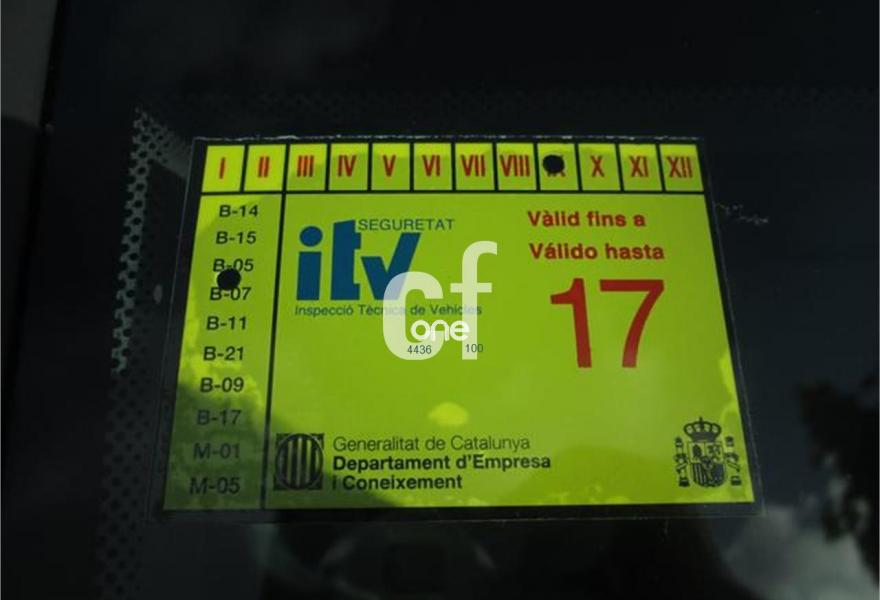 I II III IV V VI VII VIII X XI XII
B-14
B-15
B-05
B-07
B-11
B-21
B-09
B-17
M-01
M-05
SEGURETAT
itv
Inspecció Tècnica de Vehicles
cf
one
4436 100
Vàlid fins a
Válido hasta
17
Generalitat de Catalunya
Departament d'Empresa
i Coneixement